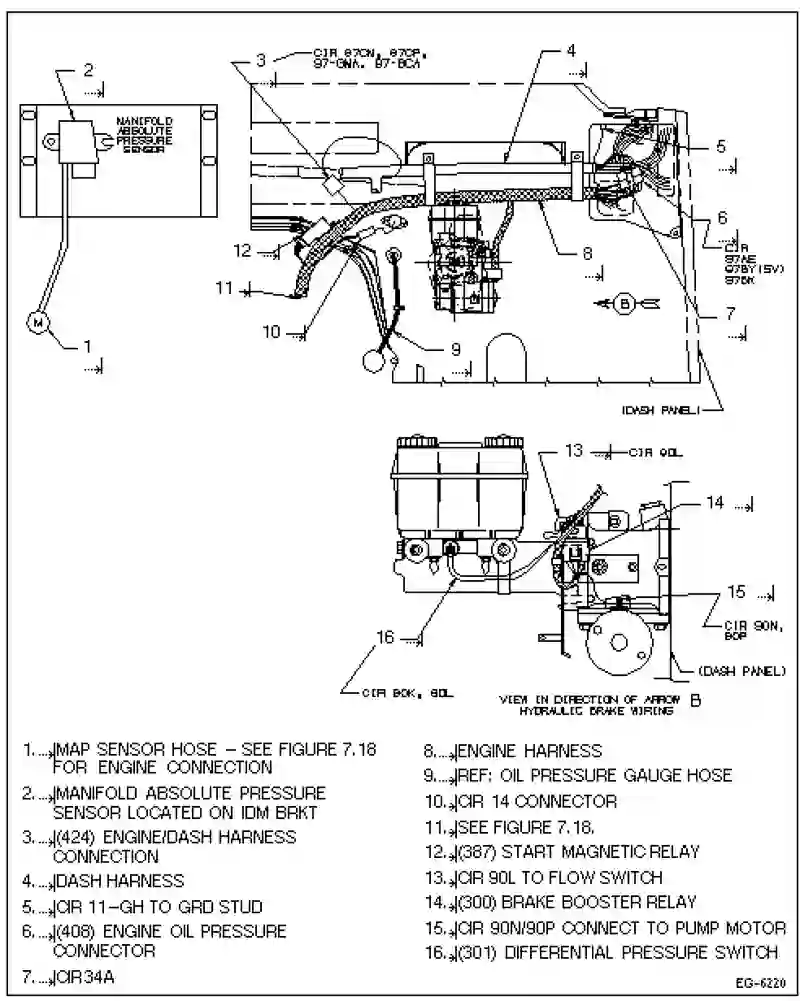 2
MANIFOLD
ABSOLUTE
PRESSURE
SENSOR
M
1
3
CIR 97CN, 97CP,
97-GWA, 97-BCA
4
5
6
CIR
97AE
97BY(SV)
97BK
7
8
B
9
10
11
12
(DASH PANEL)
13
CIR 90L
14
15
CIR 90N,
90P
16
CIR 90K, 90L
(DASH PANEL)
VIEW IN DIRECTION OF ARROW B
HYDRAULIC BRAKE WIRING
1. MAP SENSOR HOSE – SEE FIGURE 7.18
FOR ENGINE CONNECTION
2. MANIFOLD ABSOLUTE PRESSURE
SENSOR LOCATED ON IDM BRKT
3. (424) ENGINE/DASH HARNESS
CONNECTION
4. DASH HARNESS
5. CIR 11–GH TO GRD STUD
6. (408) ENGINE OIL PRESSURE
CONNECTOR
7. CIR34A
8. ENGINE HARNESS
9. REF: OIL PRESSURE GAUGE HOSE
10. CIR 14 CONNECTOR
11. SEE FIGURE 7.18.
12. (387) START MAGNETIC RELAY
13. CIR 90L TO FLOW SWITCH
14. (300) BRAKE BOOSTER RELAY
15. CIR 90N/90P CONNECT TO PUMP MOTOR
16. (301) DIFFERENTIAL PRESSURE SWITCH
EG-6220